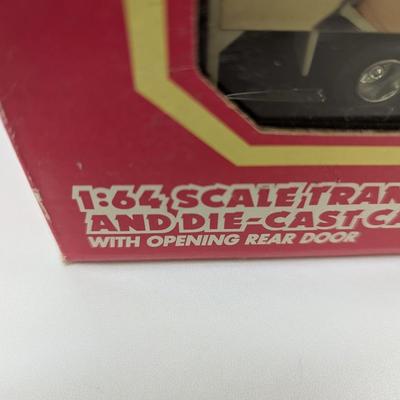 1:64 SCALE TRAN
AND DIE-CAST CA
WITH OPENING REAR DOOR